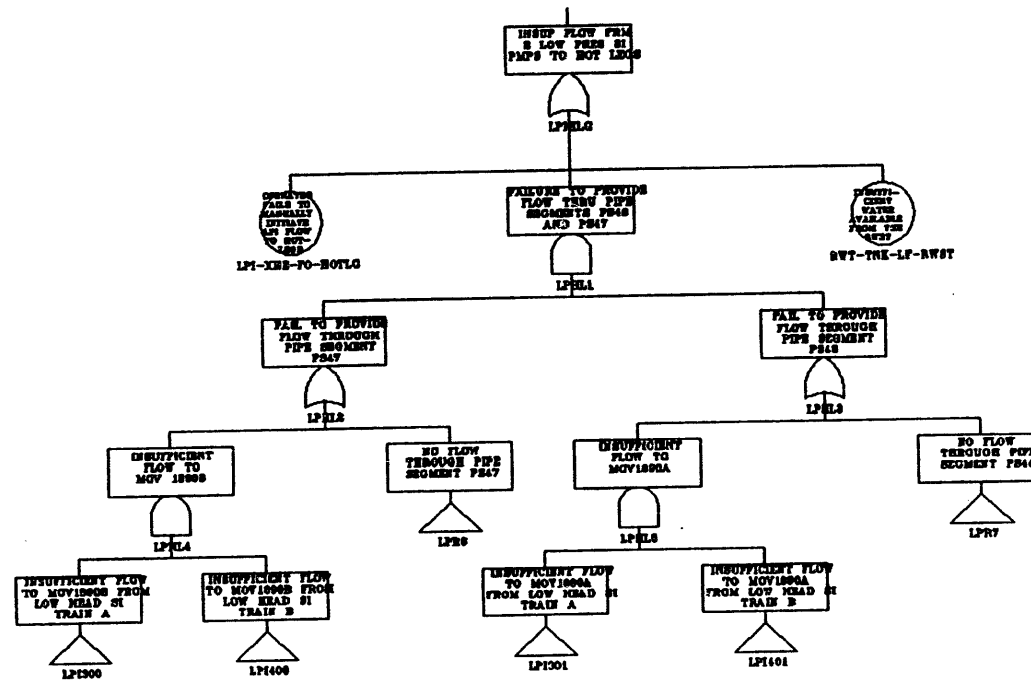 INSUF FLOW FRM
2 LOW PRES SI
PMPS TO HOT LEGS
LPHLG
OPERATOR
FAILS TO
MANUALLY
INITIATE
LPI FLOW
TO HOT-
LEGS
LPI-XHE-FO-HOTLG
FAILURE TO PROVIDE
FLOW THRU PIPE
SEGMENTS PS46
AND PS47
LPHL1
INSUFFI-
CIENT
WATER
AVAILABLE
FROM THE
RWST
RWT-TNK-LF-RWST
FAIL TO PROVIDE
FLOW THROUGH
PIPE SEGMENT
PS47
LPHL2
FAIL TO PROVIDE
FLOW THROUGH
PIPE SEGMENT
PS46
LPHL3
INSUFFICIENT
FLOW TO
MOV 1890B
LPHL4
NO FLOW
THROUGH PIPE
SEGMENT PS47
LPR6
INSUFFICIENT
FLOW TO
MOV1890A
LPHL5
NO FLOW
THROUGH PIPE
SEGMENT PS46
LPR7
INSUFFICIENT FLOW
TO MOV1890B FROM
LOW HEAD SI
TRAIN A
LPI300
INSUFFICIENT FLOW
TO MOV1890B FROM
LOW HEAD SI
TRAIN B
LPI400
INSUFFICIENT FLOW
TO MOV1890A
FROM LOW HEAD SI
TRAIN A
LPI301
INSUFFICIENT FLOW
TO MOV1890A
FROM LOW HEAD SI
TRAIN B
LPI401